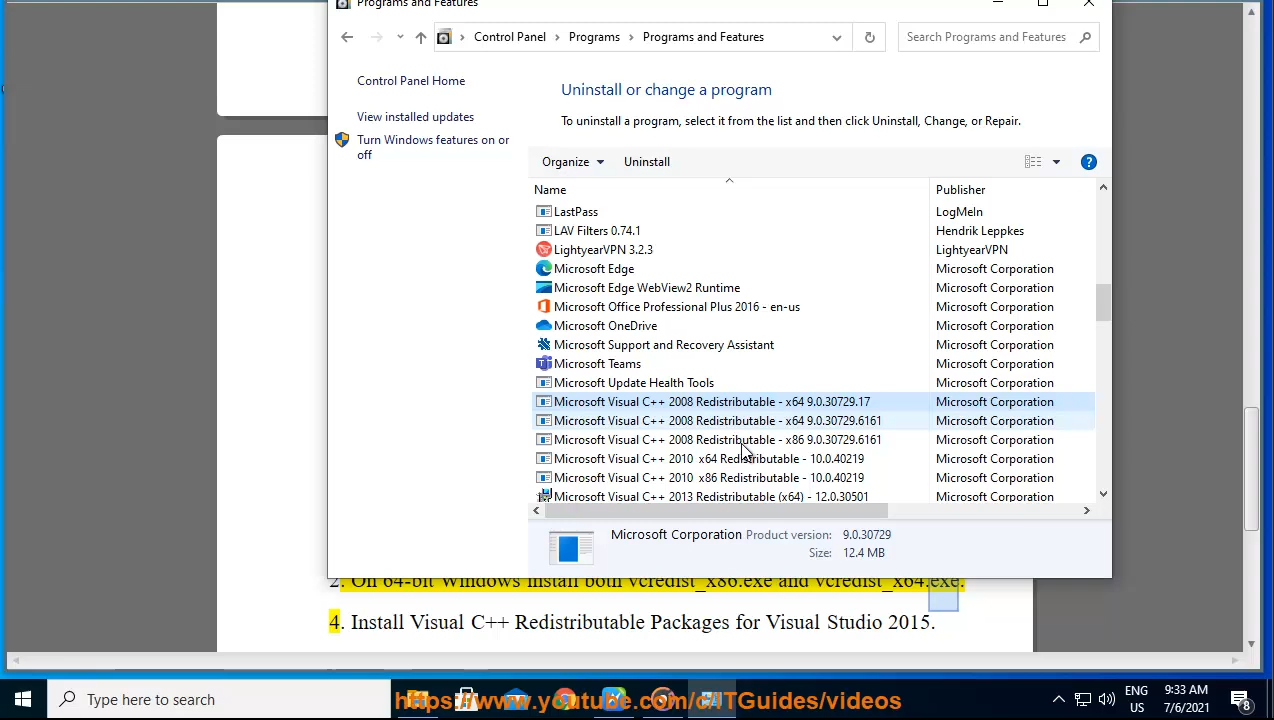 Programs and Features
Control Panel > Programs > Programs and Features
Search Programs and Features
Control Panel Home
View installed updates
Turn Windows features on or
off
Uninstall or change a program
To uninstall a program, select it from the list and then click Uninstall, Change, or Repair.
Organize
Uninstall
Name
Publisher
LastPass
LogMeIn
LAV Filters 0.74.1
Hendrik Leppkes
LightyearVPN 3.2.3
LightyearVPN
Microsoft Edge
Microsoft Corporation
Microsoft Edge WebView2 Runtime
Microsoft Corporation
Microsoft Office Professional Plus 2016 - en-us
Microsoft Corporation
Microsoft OneDrive
Microsoft Corporation
Microsoft Support and Recovery Assistant
Microsoft Corporation
Microsoft Teams
Microsoft Corporation
Microsoft Update Health Tools
Microsoft Corporation
Microsoft Visual C++ 2008 Redistributable - x64 9.0.30729.17
Microsoft Corporation
Microsoft Visual C++ 2008 Redistributable - x64 9.0.30729.6161
Microsoft Corporation
Microsoft Visual C++ 2008 Redistributable - x86 9.0.30729.6161
Microsoft Corporation
Microsoft Visual C++ 2010 x64 Redistributable - 10.0.40219
Microsoft Corporation
Microsoft Visual C++ 2010 x86 Redistributable - 10.0.40219
Microsoft Corporation
Microsoft Visual C++ 2013 Redistributable (x64) - 12.0.30501
Microsoft Corporation
Microsoft Corporation Product version: 9.0.30729
Size: 12.4 MB
2. On 64-bit Windows install both vcredist_x86.exe and vcredist_x64.exe.
4. Install Visual C++ Redistributable Packages for Visual Studio 2015.
Type here to search
https://www.youtube.com/c/ITGuides/videos
ENG
US
9:33 AM
7/6/2021
8